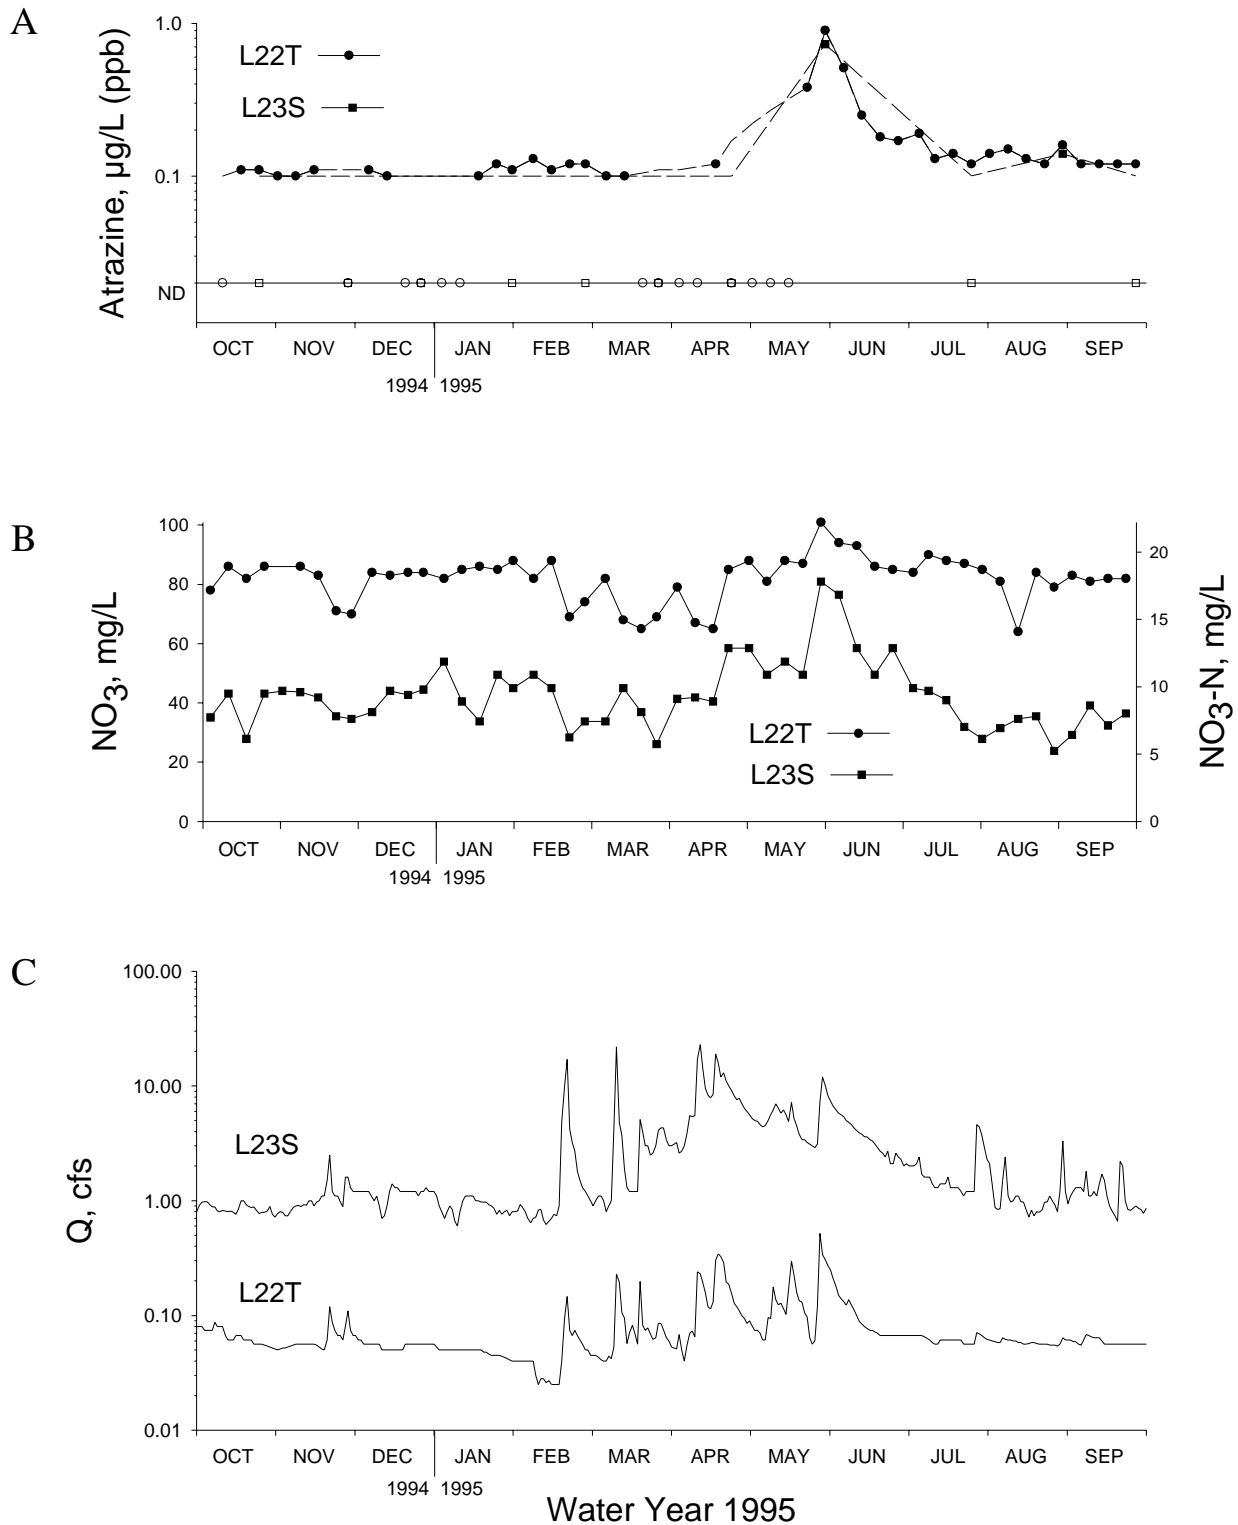 A
Atrazine, µg/L (ppb)
1.0
0.1
ND
L22T
L23S
OCT NOV DEC JAN FEB MAR APR MAY JUN JUL AUG SEP
1994 1995
B
NO3, mg/L
100
80
60
40
20
0
NO3-N, mg/L
20
15
10
5
0
L22T
L23S
OCT NOV DEC JAN FEB MAR APR MAY JUN JUL AUG SEP
1994 1995
C
Q, cfs
100.00
10.00
1.00
0.10
0.01
L23S
L22T
OCT NOV DEC JAN FEB MAR APR MAY JUN JUL AUG SEP
1994 1995
Water Year 1995